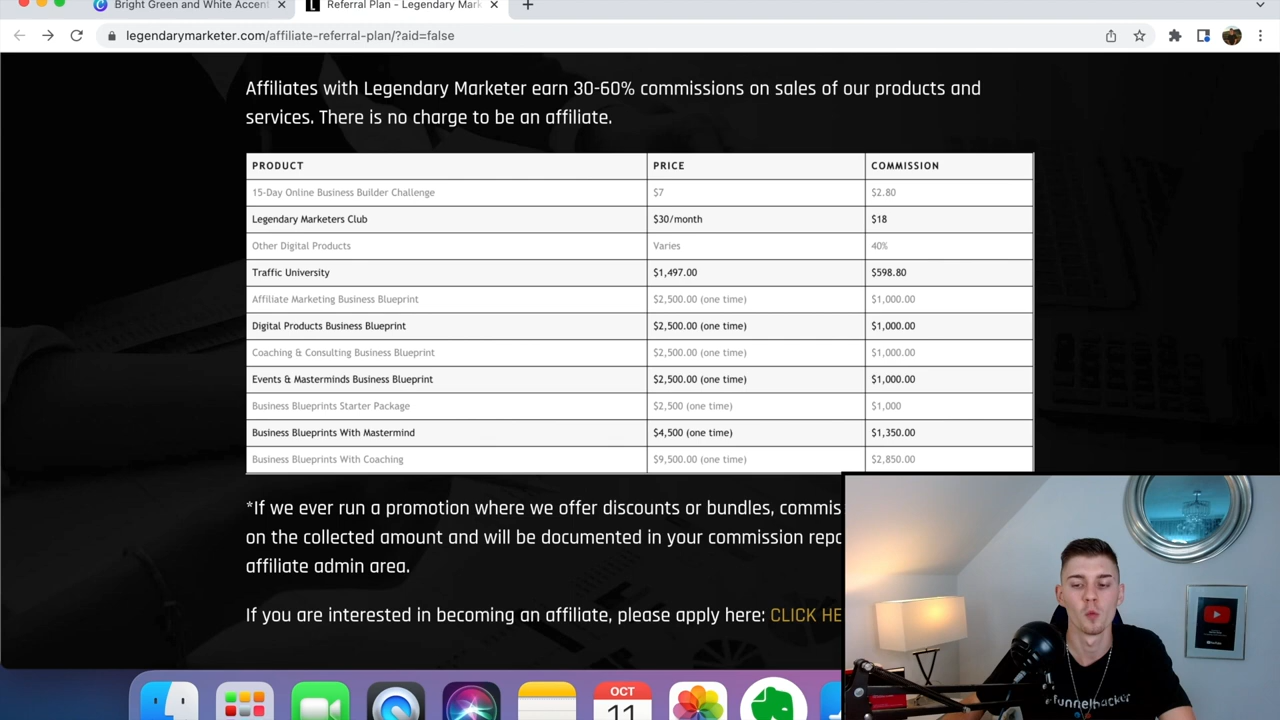 Bright Green and White Accent
Referral Plan - Legendary Mark
legendarymarketer.com/affiliate-referral-plan/?aid=false
Affiliates with Legendary Marketer earn 30-60% commissions on sales of our products and
services. There is no charge to be an affiliate.
PRODUCT PRICE COMMISSION
15-Day Online Business Builder Challenge $7 $2.80
Legendary Marketers Club $30/month $18
Other Digital Products Varies 40%
Traffic University $1,497.00 $598.80
Affiliate Marketing Business Blueprint $2,500.00 (one time) $1,000.00
Digital Products Business Blueprint $2,500.00 (one time) $1,000.00
Coaching & Consulting Business Blueprint $2,500.00 (one time) $1,000.00
Events & Masterminds Business Blueprint $2,500.00 (one time) $1,000.00
Business Blueprints Starter Package $2,500 (one time) $1,000
Business Blueprints With Mastermind $4,500 (one time) $1,350.00
Business Blueprints With Coaching $9,500.00 (one time) $2,850.00
*If we ever run a promotion where we offer discounts or bundles, commis
on the collected amount and will be documented in your commission repo
affiliate admin area.
If you are interested in becoming an affiliate, please apply here: CLICK HE
OCT
11
FunnelHacker